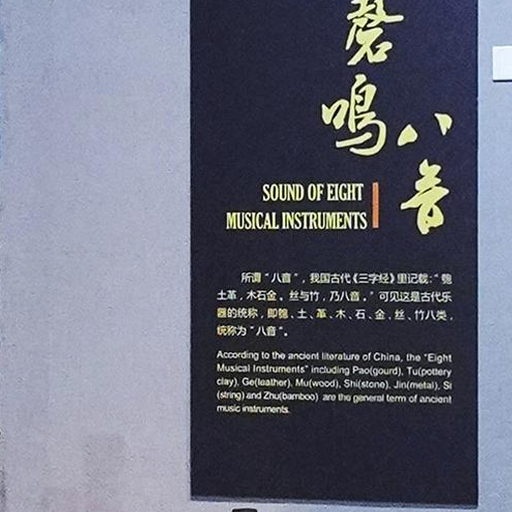 磬鸣
八音
SOUND OF EIGHT
MUSICAL INSTRUMENTS
所谓“八音”，我国古代《三字经》里记载：“匏
土革，木石金。丝与竹，乃八音。”可见这是古代乐
器的统称，即匏、土、革、木、石、金、丝、竹八类，
统称为“八音”。
According to the ancient literature of China, the "Eight
Musical Instruments" including Pao(gourd), Tu(pottery
clay), Ge(leather), Mu(wood), Shi(stone), Jin(metal), Si
(string) and Zhu(bamboo) are the general term of ancient
music instruments.